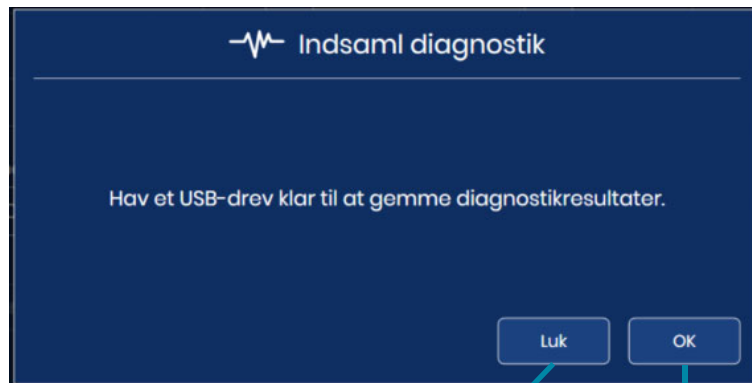 Indsaml diagnostik
Hav et USB-drev klar til at gemme diagnostikresultater.
Luk
OK